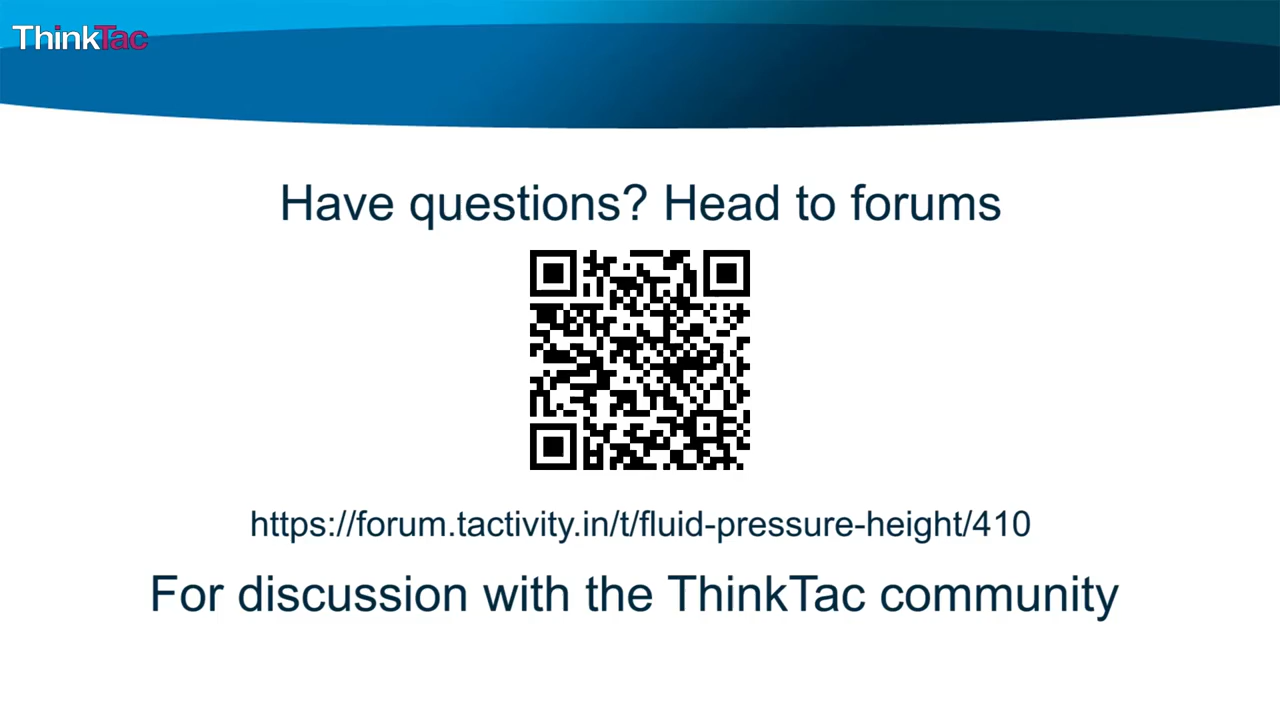 ThinkTac
Have questions? Head to forums
https://forum.tactivity.in/t/fluid-pressure-height/410
For discussion with the ThinkTac community